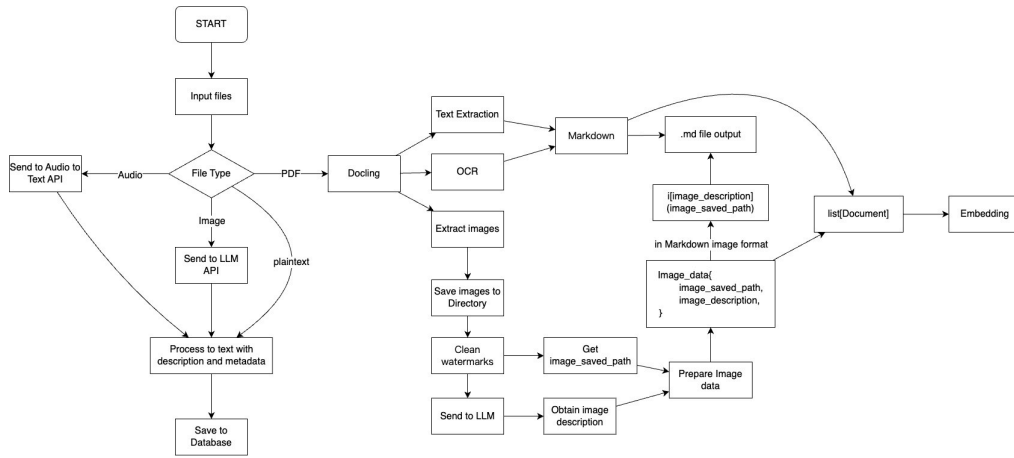 START
Input files
File Type
Send to Audio to
Text API
Audio
PDF
Image
plaintext
Send to LLM
API
Process to text with
description and metadata
Save to
Database
Docling
Text Extraction
OCR
Markdown
.md file output
Extract images
Save images to
Directory
Clean
watermarks
Send to LLM
Get
image_saved_path
Obtain image
description
Prepare Image
data
Image_data{
image_saved_path,
image_description,
}
in Markdown image format
i[image_description]
(image_saved_path)
list[Document]
Embedding